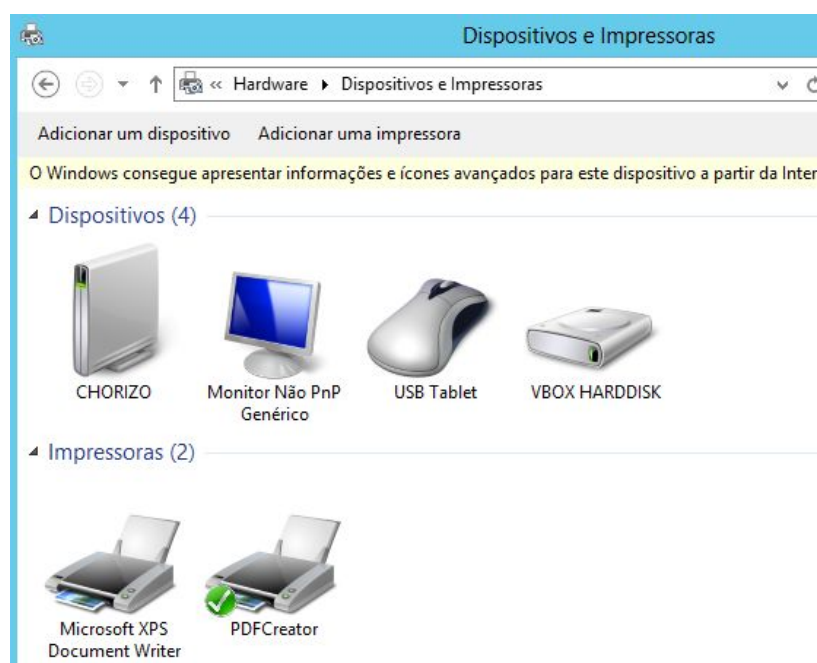 Dispositivos e Impressoras
« Hardware Dispositivos e Impressoras
Adicionar um dispositivo Adicionar uma impressora
O Windows consegue apresentar informações e ícones avançados para este dispositivo a partir da Inter
Dispositivos (4)
CHORIZO
Monitor Não PnP
Genérico
USB Tablet
VBOX HARDDISK
Impressoras (2)
Microsoft XPS
Document Writer
PDFCreator